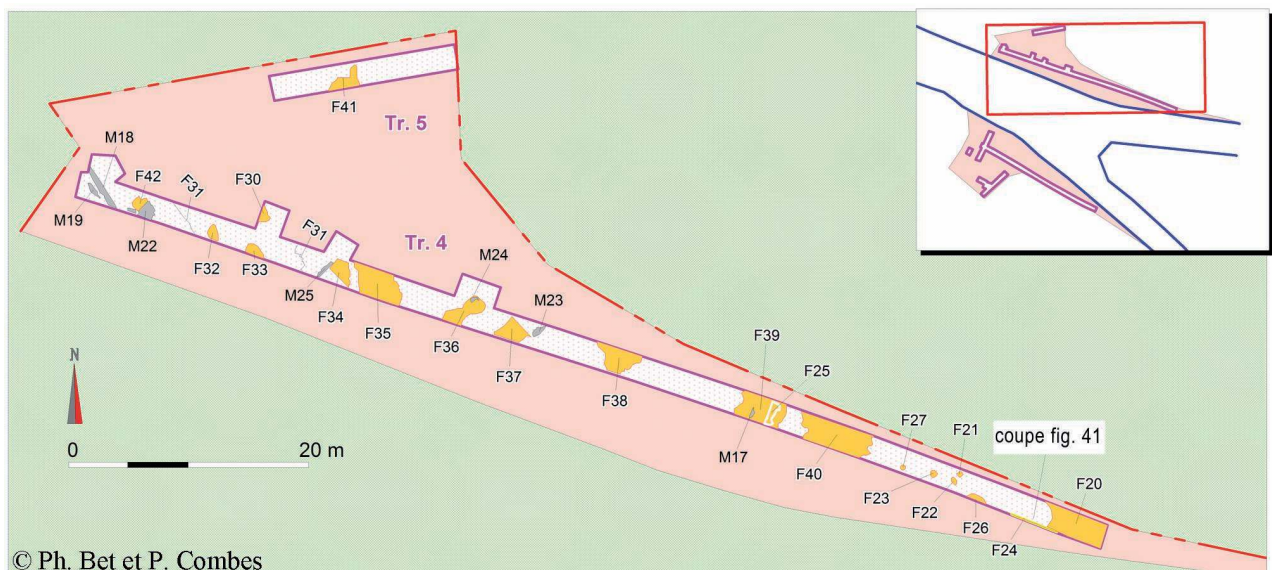 F41
Tr. 5
M18
F42
F31
F30
M19
M22
F32
F33
F31
Tr. 4
M24
M25
F34
F35
M23
F36
F37
F39
F25
F38
N
0 20 m
M17
F40
F27
F21
coupe fig. 41
F23
F22
F26
F20
F24
© Ph. Bet et P. Combes